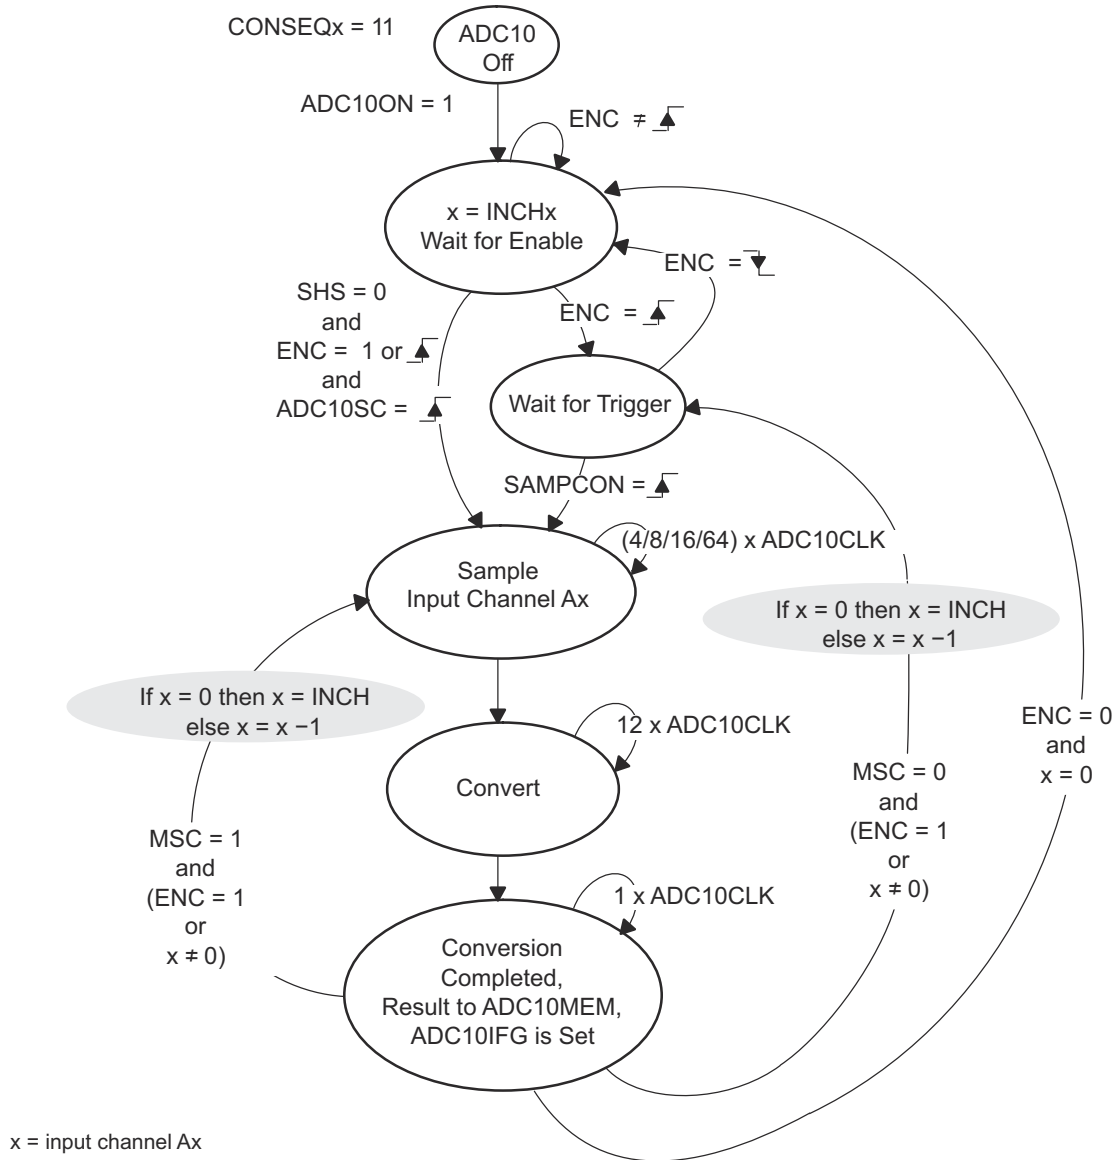 CONSEQx = 11
ADC10
Off
ADC10ON = 1
ENC ≠
x = INCHx
Wait for Enable
ENC =
SHS = 0
and
ENC = 1 or
and
ADC10SC =
ENC =
Wait for Trigger
SAMPCON =
(4/8/16/64) x ADC10CLK
Sample
Input Channel Ax
If x = 0 then x = INCH
else x = x −1
If x = 0 then x = INCH
else x = x −1
12 x ADC10CLK
ENC = 0
and
x = 0
Convert
MSC = 0
and
(ENC = 1
or
x ≠ 0)
MSC = 1
and
(ENC = 1
or
x ≠ 0)
1 x ADC10CLK
Conversion
Completed,
Result to ADC10MEM,
ADC10IFG is Set
x = input channel Ax